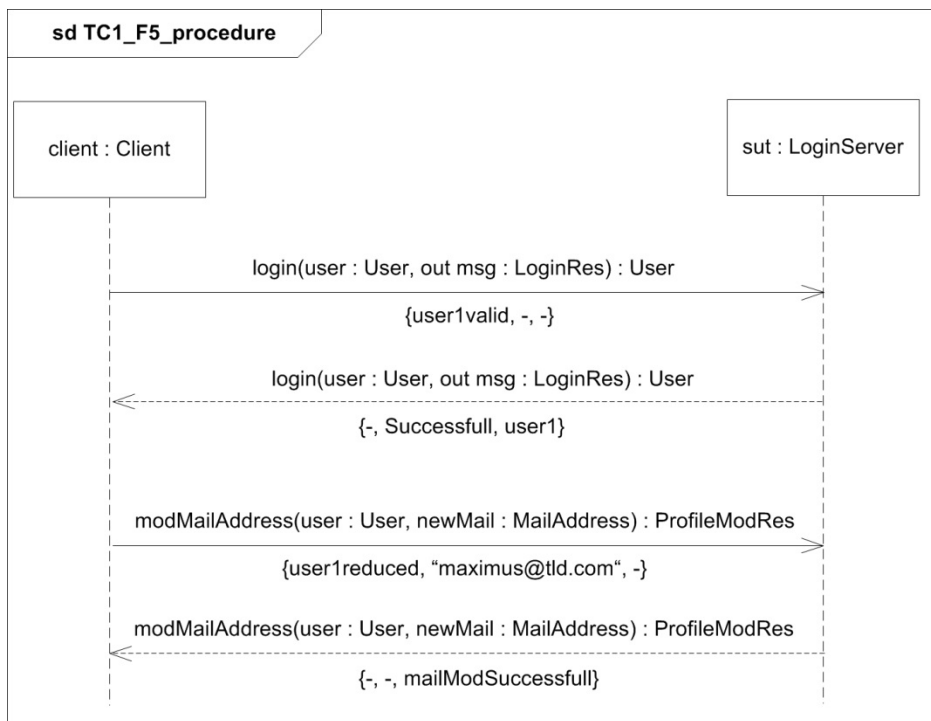 sd TC1_F5_procedure
client : Client
sut : LoginServer
login(user : User, out msg : LoginRes) : User
{user1valid, -, -}
login(user : User, out msg : LoginRes) : User
{-, Successfull, user1}
modMailAddress(user : User, newMail : MailAddress) : ProfileModRes
{user1reduced, “maximus@tld.com“, -}
modMailAddress(user : User, newMail : MailAddress) : ProfileModRes
{-, -, mailModSuccessfull}